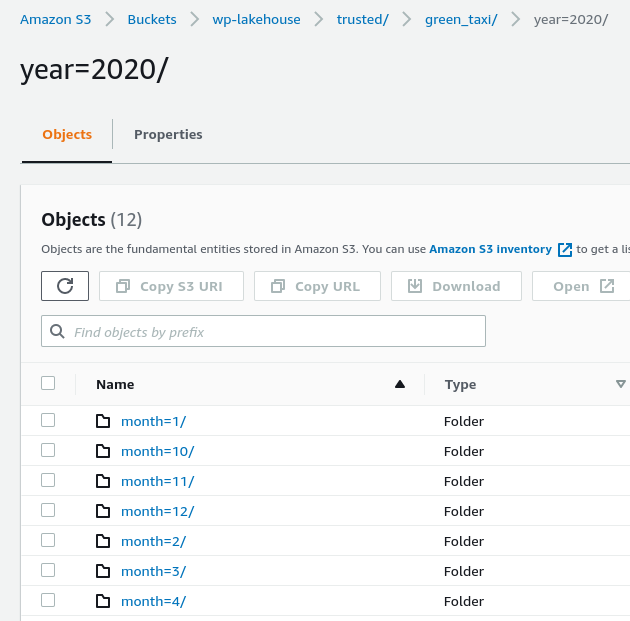 Amazon S3 Buckets wp-lakehouse trusted/ green_taxi/ year=2020/
year=2020/
Objects Properties
Objects (12)
Objects are the fundamental entities stored in Amazon S3. You can use Amazon S3 inventory to get a
Copy S3 URI Copy URL Download Open
Find objects by prefix
Name Type
month=1/ Folder
month=10/ Folder
month=11/ Folder
month=12/ Folder
month=2/ Folder
month=3/ Folder
month=4/ Folder